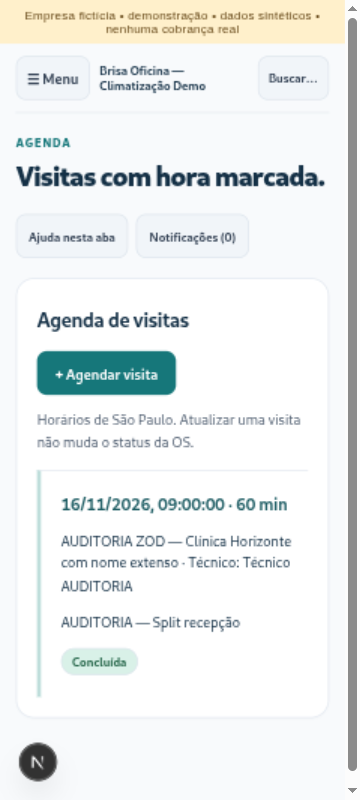 Empresa fictícia • demonstração • dados sintéticos •
nenhuma cobrança real
☰ Menu
Brisa Oficina —
Climatização Demo
Buscar...
AGENDA
Visitas com hora marcada.
Ajuda nesta aba
Notificações (0)
Agenda de visitas
+ Agendar visita
Horários de São Paulo. Atualizar uma visita
não muda o status da OS.
16/11/2026, 09:00:00 · 60 min
AUDITORIA ZOD — Clínica Horizonte
com nome extenso · Técnico: Técnico
AUDITORIA
AUDITORIA — Split recepção
Concluída
N